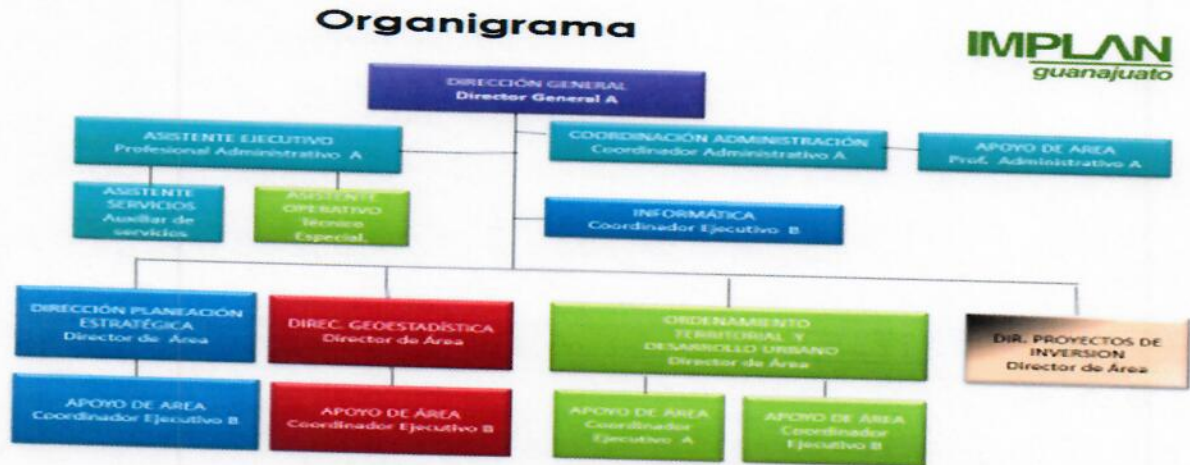 Organigrama
IMPLAN
guanajuato
DIRECCIÓN GENERAL
Director General A
ASISTENTE EJECUTIVO
Profesional Administrativo A
COORDINACIÓN ADMINISTRACIÓN
Coordinador Administrativo A
APOYO DE AREA
Prof. Administrativo A
ASISTENTE
SERVICIOS
Auxiliar de
servicios
ASISTENTE
OPERATIVO
Técnico
Especial.
INFORMÁTICA
Coordinador Ejecutivo B
DIRECCIÓN PLANEACIÓN
ESTRATÉGICA
Director de Área
DIREC. GEOESTADÍSTICA
Director de Área
ORDENAMIENTO
TERRITORIAL Y
DESARROLLO URBANO
Director de Área
DIR. PROYECTOS DE
INVERSION
Director de Área
APOYO DE AREA
Coordinador Ejecutivo B
APOYO DE ÁREA
Coordinador Ejecutivo B
APOYO DE ÁREA
Coordinador
Ejecutivo A
APOYO DE ÁREA
Coordinador
Ejecutivo B